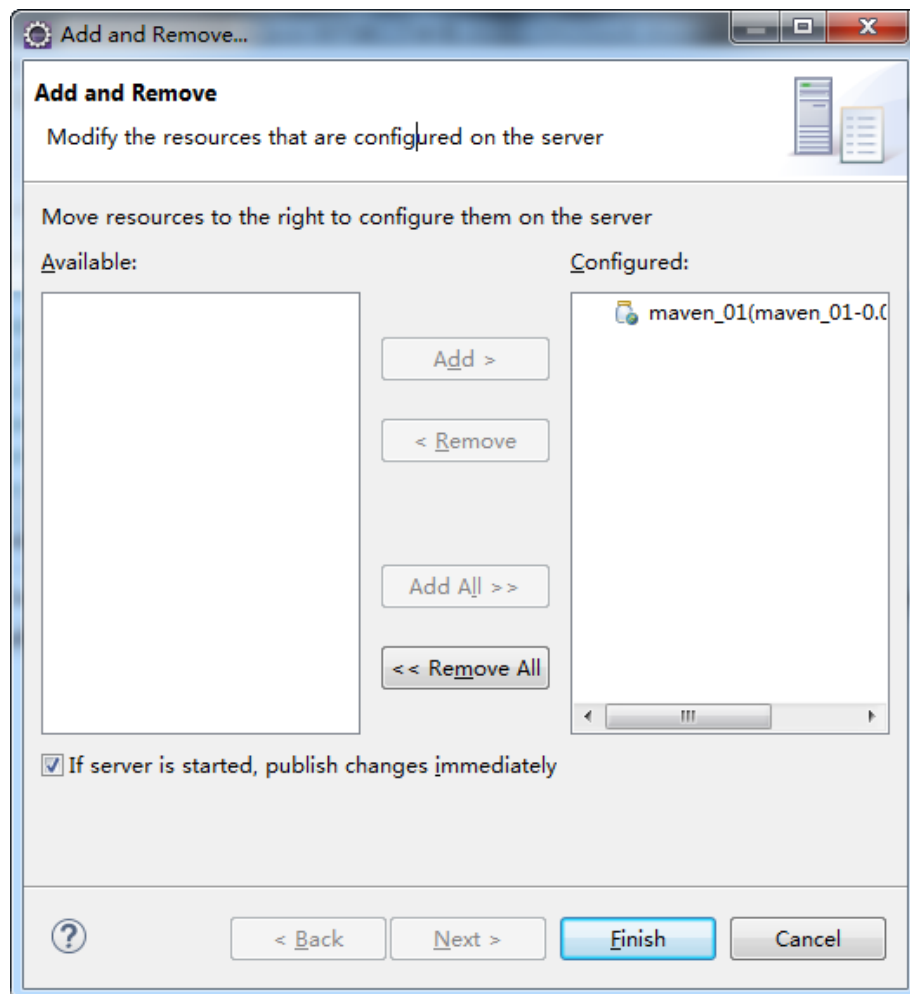 Add and Remove...
Add and Remove
Modify the resources that are configured on the server
Move resources to the right to configure them on the server
Available:
Configured:
maven_01(maven_01-0.0
Add >
< Remove
Add All >>
<< Remove All
If server is started, publish changes immediately
< Back
Next >
Finish
Cancel